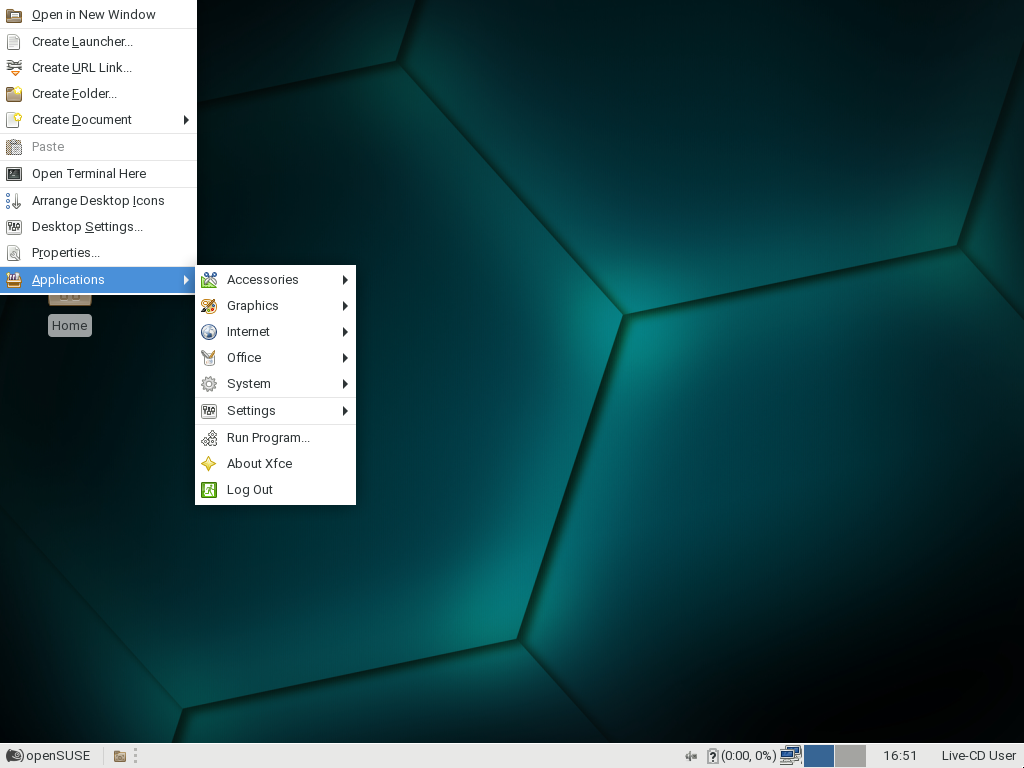 Open in New Window
Create Launcher...
Create URL Link...
Create Folder...
Create Document
Paste
Open Terminal Here
Arrange Desktop Icons
Desktop Settings...
Properties...
Applications
Accessories
Graphics
Internet
Office
System
Settings
Run Program...
About Xfce
Log Out
Home
openSUSE
(0:00, 0%)
16:51
Live-CD User